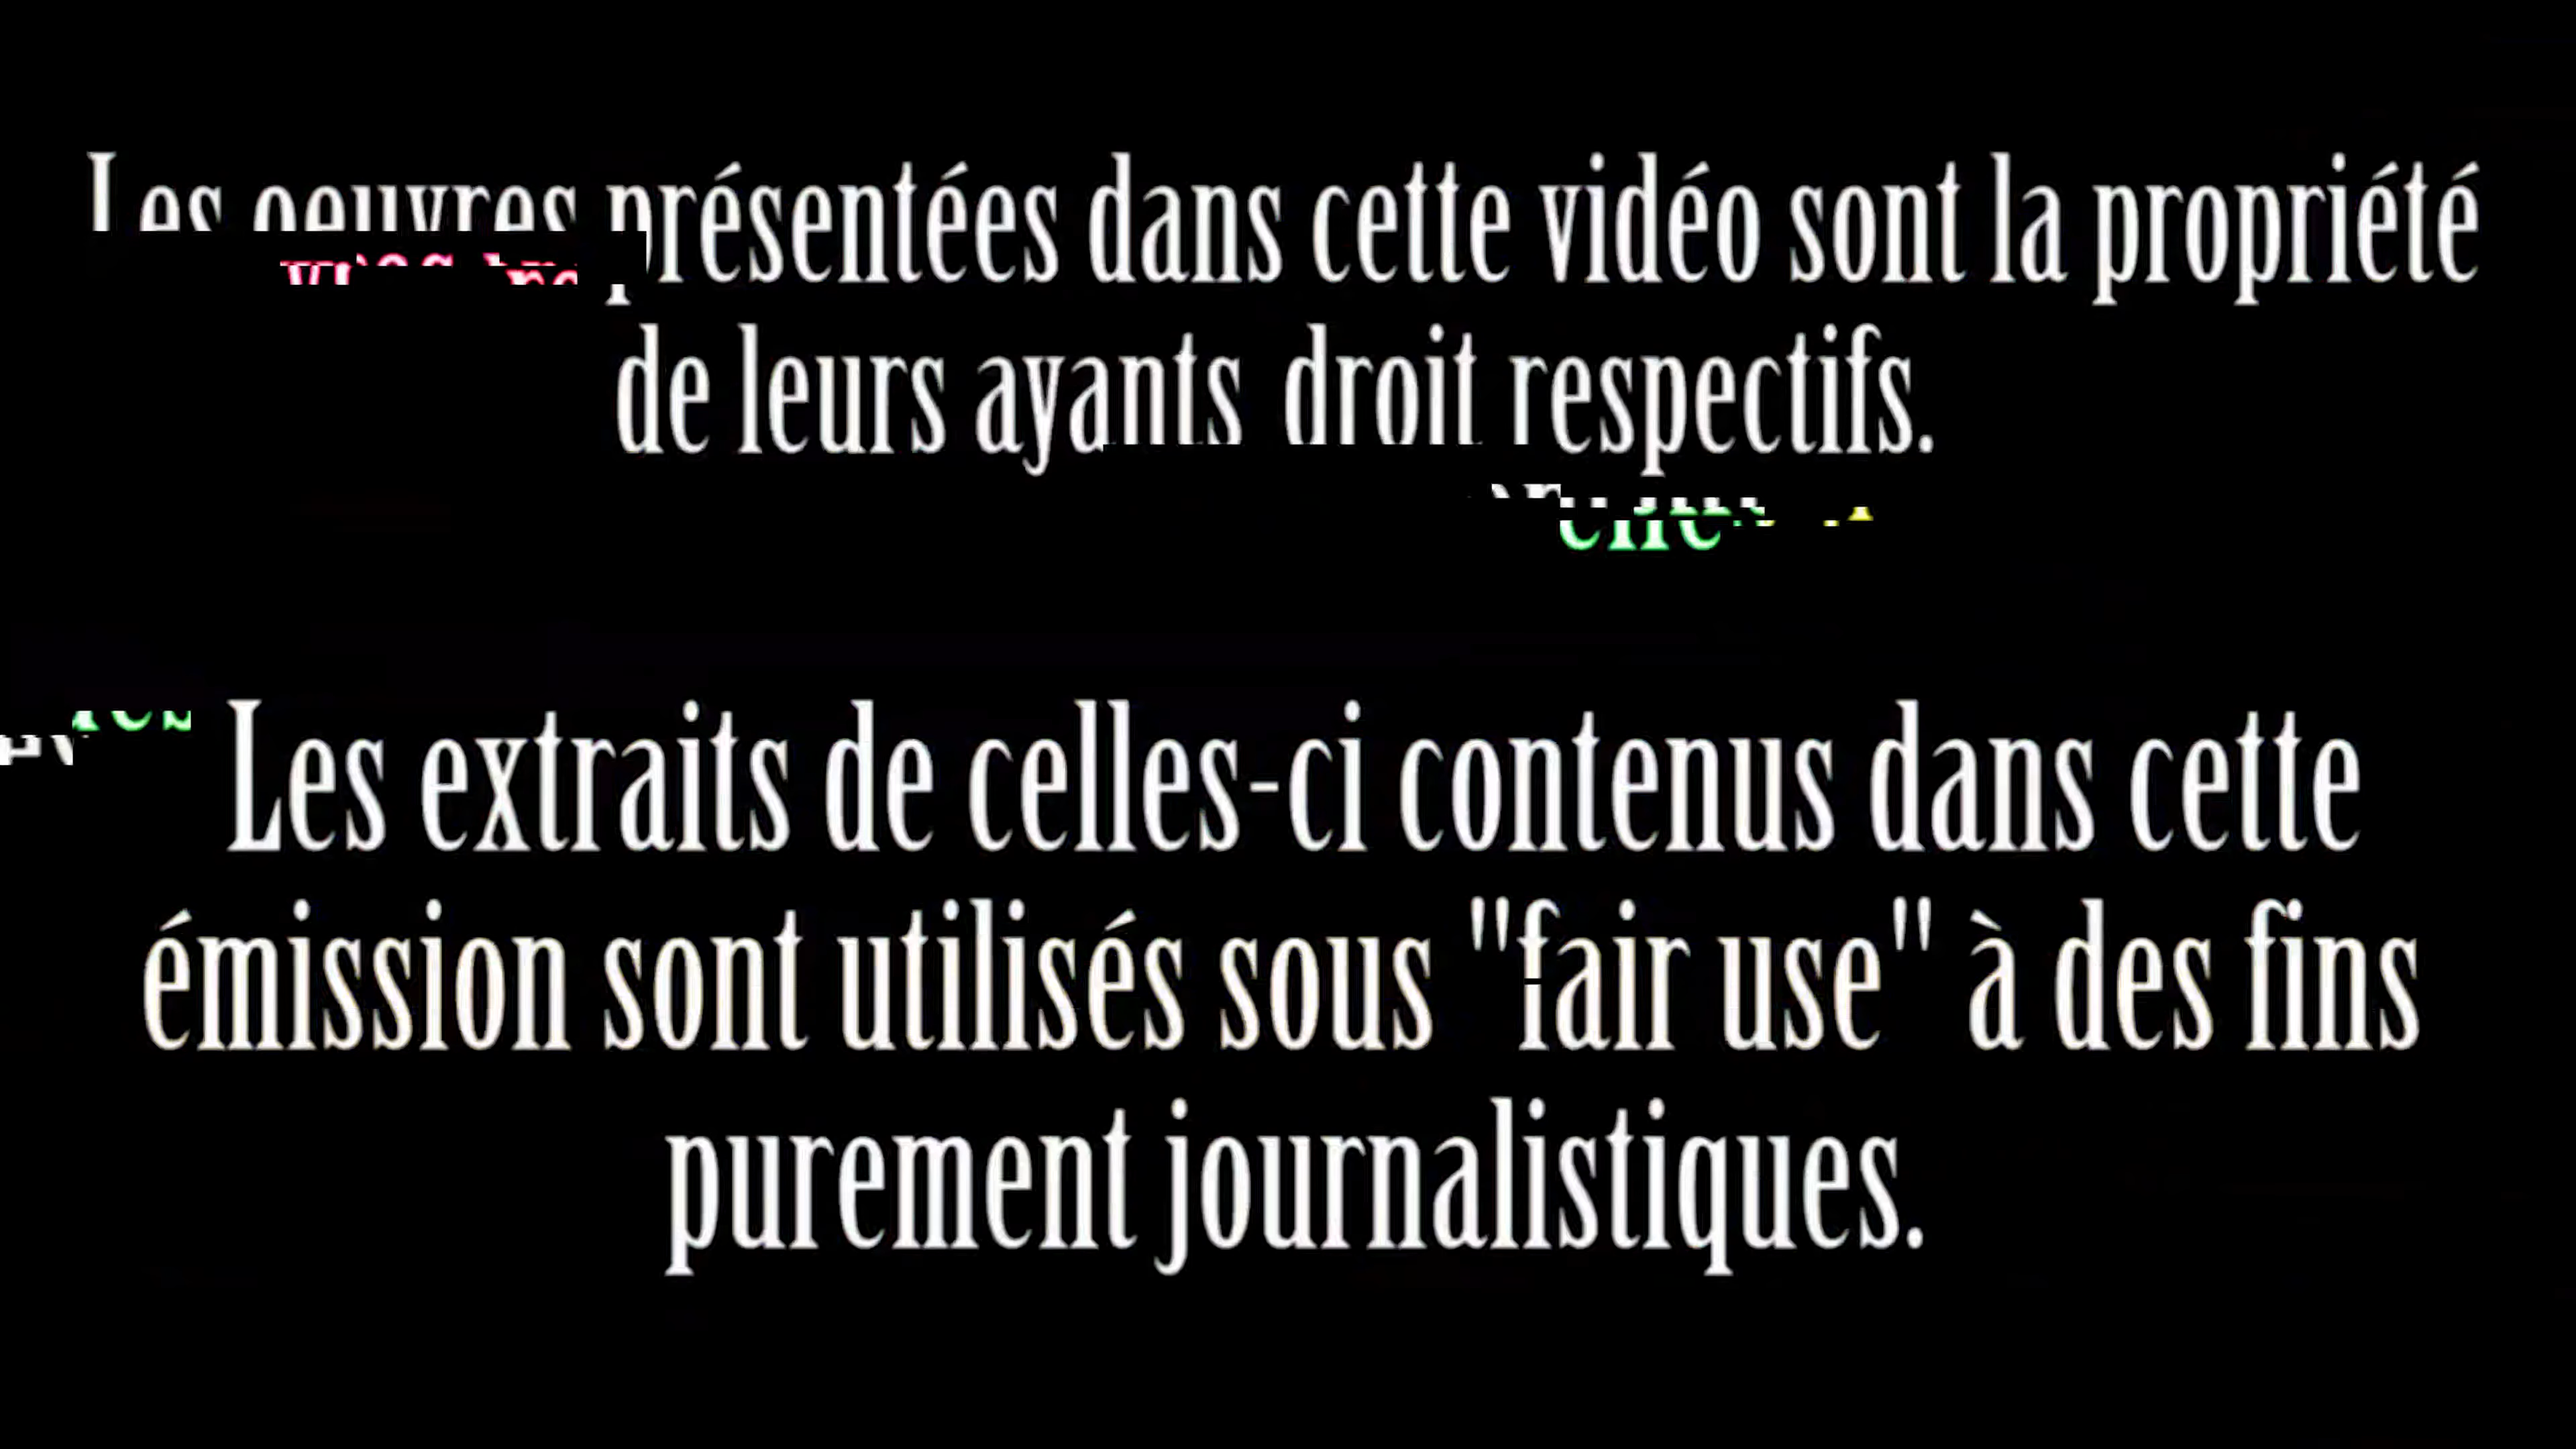 Les oeuvres présentées dans cette vidéo sont la propriété
de leurs ayants droit respectifs.
Les extraits de celles-ci contenus dans cette
émission sont utilisés sous "fair use" à des fins
purement journalistiques.